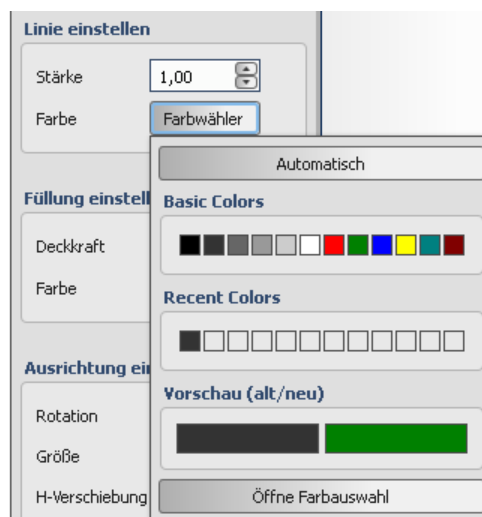 Linie einstellen
Stärke 1,00
Farbe Farbwähler
Automatisch
Füllung einstell
Basic Colors
Deckkraft
Farbe
Recent Colors
Ausrichtung ei
Vorschau (alt/neu)
Rotation
Größe
H-Verschiebung
Öffne Farbauswahl